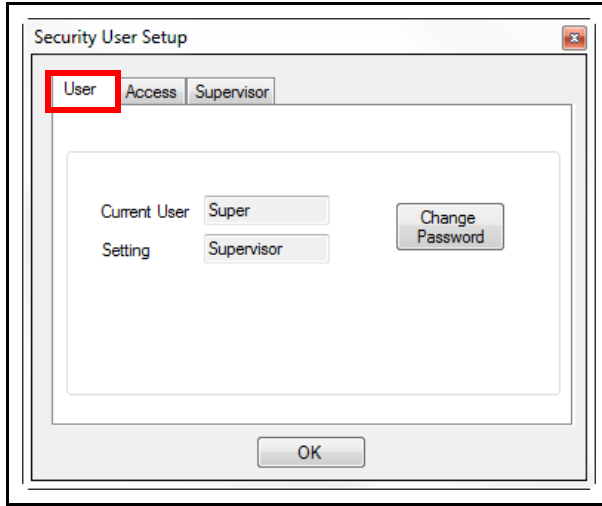 Security User Setup
User Access Supervisor
Current User Super
Change
Password
Setting Supervisor
OK